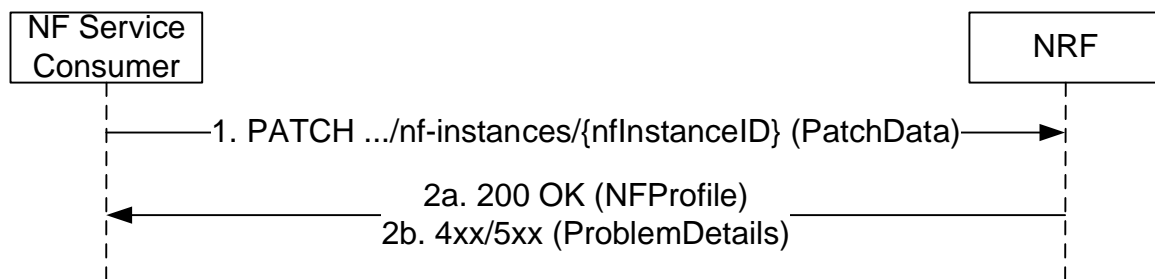 NF Service
Consumer
NRF
1. PATCH .../nf-instances/{nfInstanceID} (PatchData)
2a. 200 OK (NFProfile)
2b. 4xx/5xx (ProblemDetails)